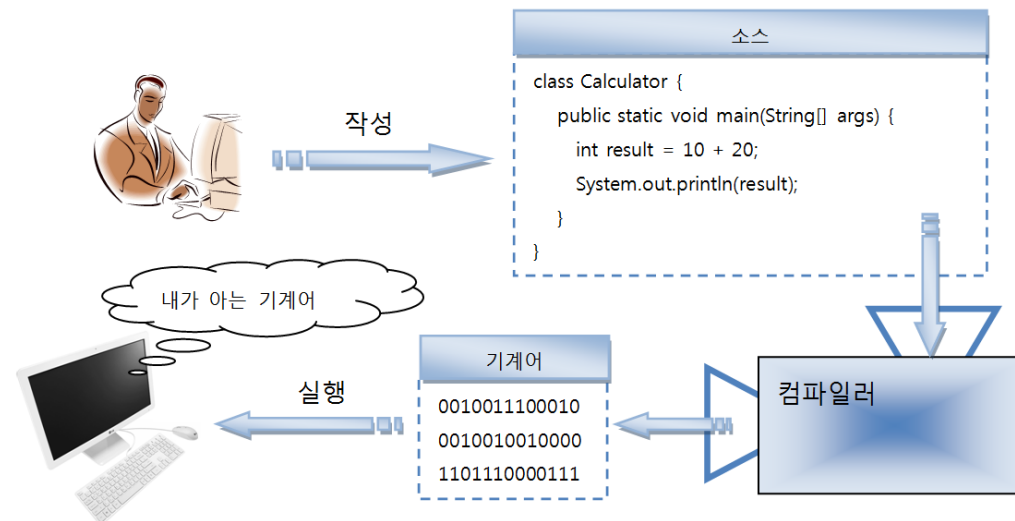 작성
소스
class Calculator {
public static void main(String[] args) {
int result = 10 + 20;
System.out.println(result);
}
}
컴파일러
기계어
0010011100010
0010010010000
1101110000111
실행
내가 아는 기계어